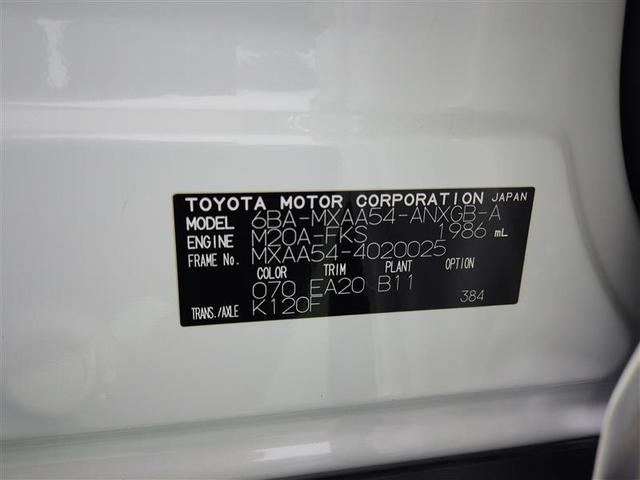 TOYOTA MOTOR CORPORATION JAPAN
MODEL 6BA-MXAA54-ANXGB-A
ENGINE M20A-FKS 1986 mL
FRAME No. MXAA54-4020025
COLOR TRIM PLANT OPTION
070 EA20 B11
TRANS./AXLE K120F 384